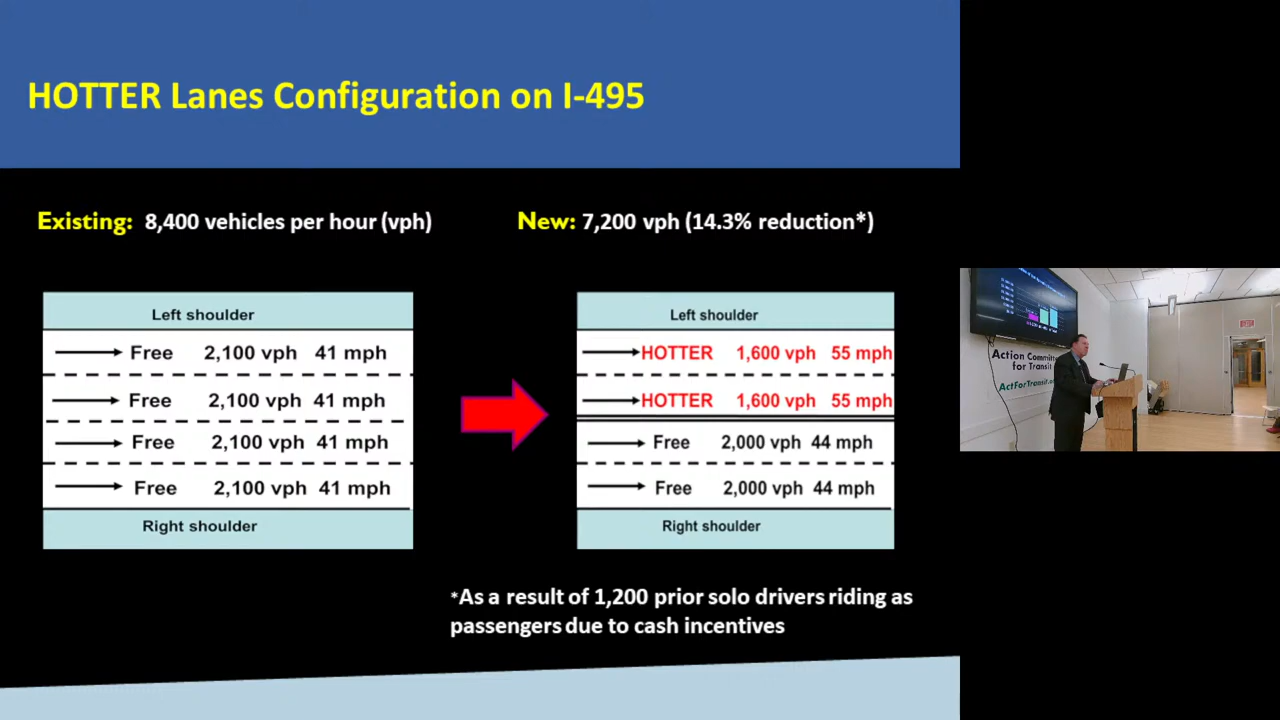 HOTTER Lanes Configuration on I-495
Existing: 8,400 vehicles per hour (vph)
New: 7,200 vph (14.3% reduction*)
Left shoulder
Free 2,100 vph 41 mph
Free 2,100 vph 41 mph
Free 2,100 vph 41 mph
Free 2,100 vph 41 mph
Right shoulder
Left shoulder
HOTTER 1,600 vph 55 mph
HOTTER 1,600 vph 55 mph
Free 2,000 vph 44 mph
Free 2,000 vph 44 mph
Right shoulder
*As a result of 1,200 prior solo drivers riding as
passengers due to cash incentives
Action Committe
for Transit
ActForTransit.o